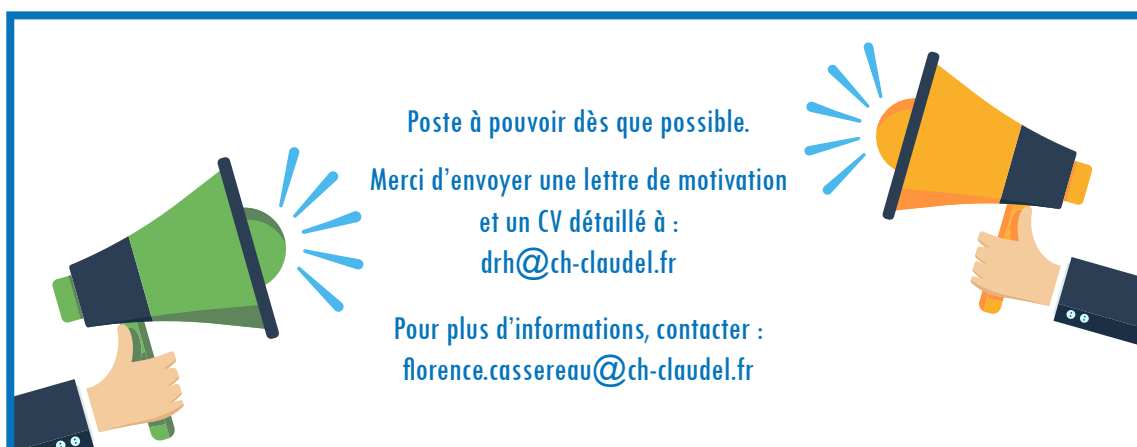 Poste à pouvoir dès que possible.
Merci d’envoyer une lettre de motivation
et un CV détaillé à :
drh@ch-claudel.fr
Pour plus d’informations, contacter :
florence.cassereau@ch-claudel.fr